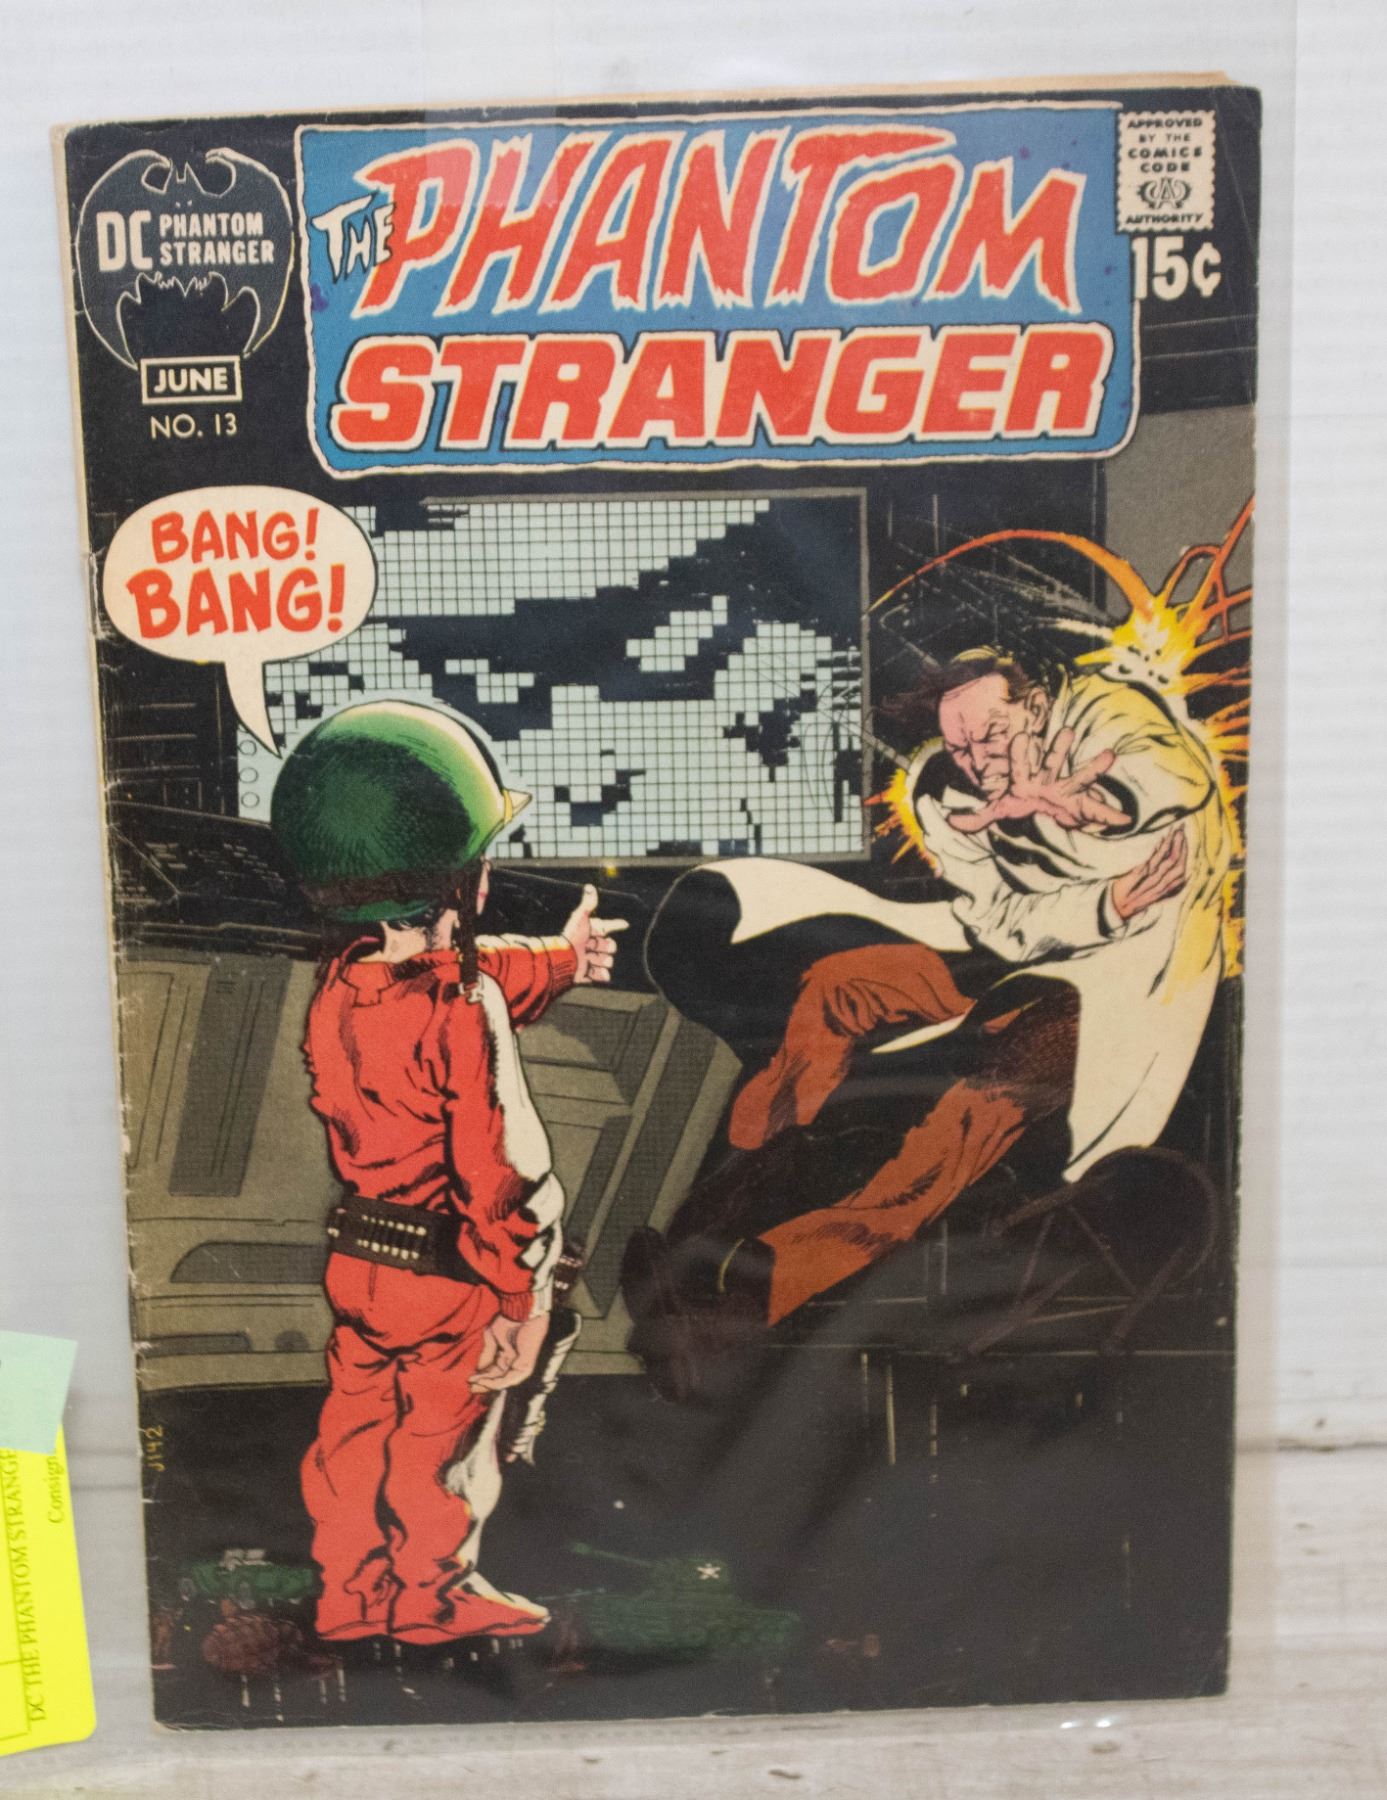 DC PHANTOM
STRANGER
JUNE
NO. 13
THE PHANTOM
STRANGER
APPROVED
BY THE
COMICS
CODE
AUTHORITY
15¢
BANG!
BANG!
J142
DC THE PHANTOM STRANGE
Consign